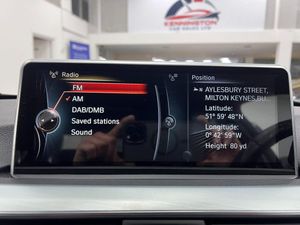 KENNINGTON
CAR SALES LTD
Radio
FM
AM
DAB/DMB
Saved stations
Sound
Position
AYLESBURY STREET,
MILTON KEYNES,BU
Latitude:
51° 59' 48"N
Longitude:
0° 42' 59"W
Height: 80 yd